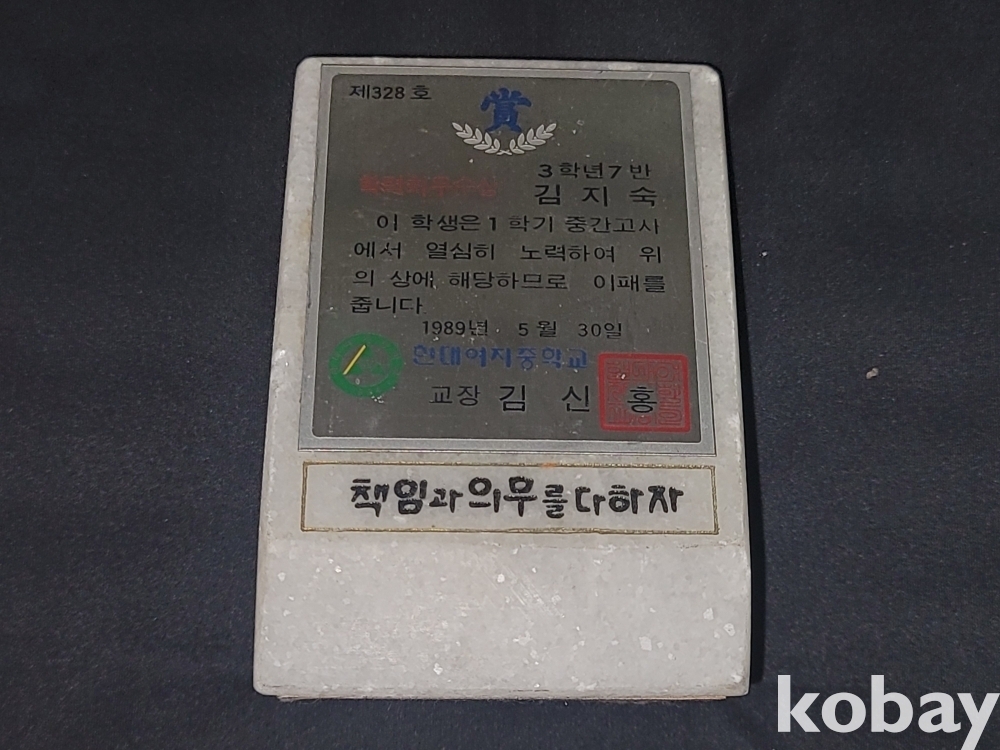 제328호
賞
3학년7반
김지숙
이 학생은 1학기 중간고사
에서 열심히 노력하여 위
의 상에 해당하므로 이패를
줍니다
1989년 5월 30일
현대여자중학교
교장 김신홍
책임과 의무를 다하자
kobay